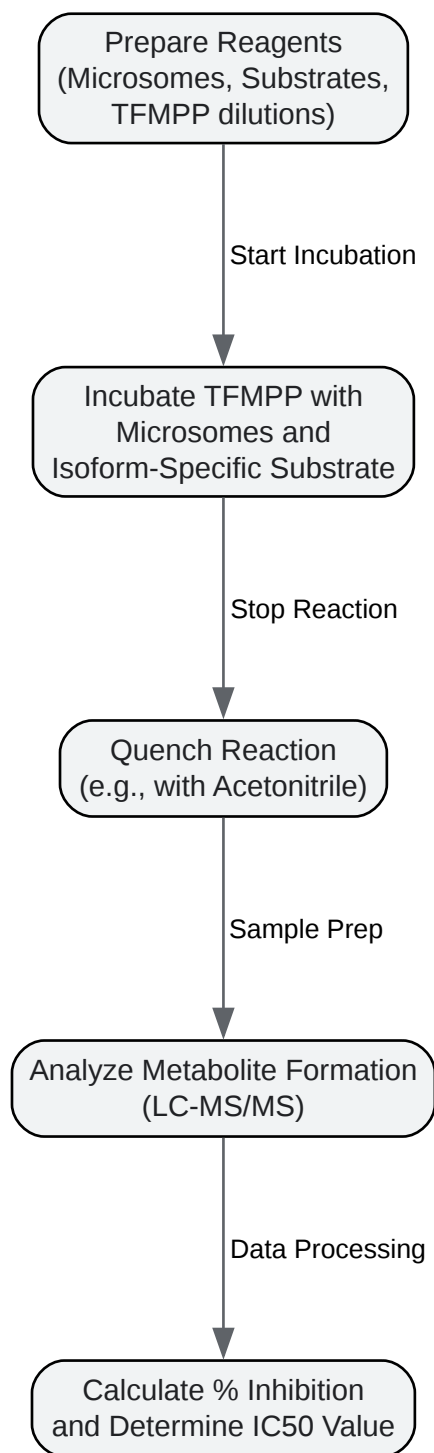 Prepare Reagents
(Microsomes, Substrates,
TFMPP dilutions)
Start Incubation
Incubate TFMPP with
Microsomes and
Isoform-Specific Substrate
Stop Reaction
Quench Reaction
(e.g., with Acetonitrile)
Sample Prep
Analyze Metabolite Formation
(LC-MS/MS)
Data Processing
Calculate % Inhibition
and Determine IC50 Value